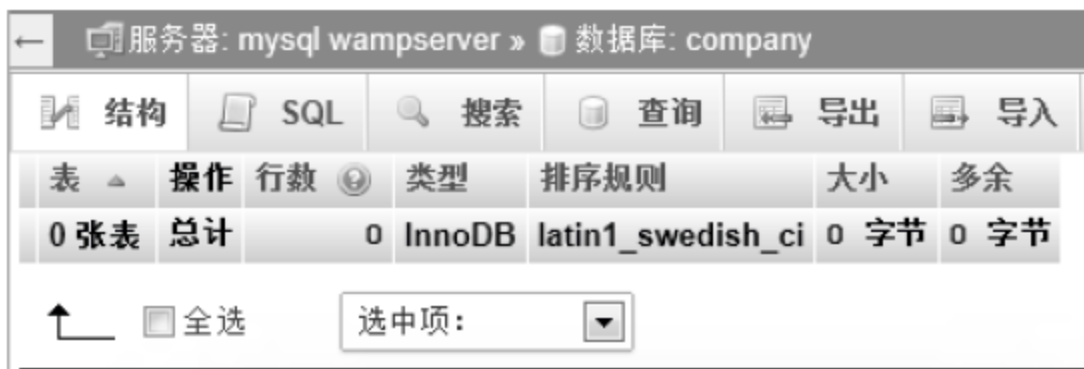 ← 服务器: mysql wampserver » 数据库: company
结构 SQL 搜索 查询 导出 导入
表 操作 行数 类型 排序规则 大小 多余
0 张表 总计 0 InnoDB latin1_swedish_ci 0 字节 0 字节
全选 选中项: